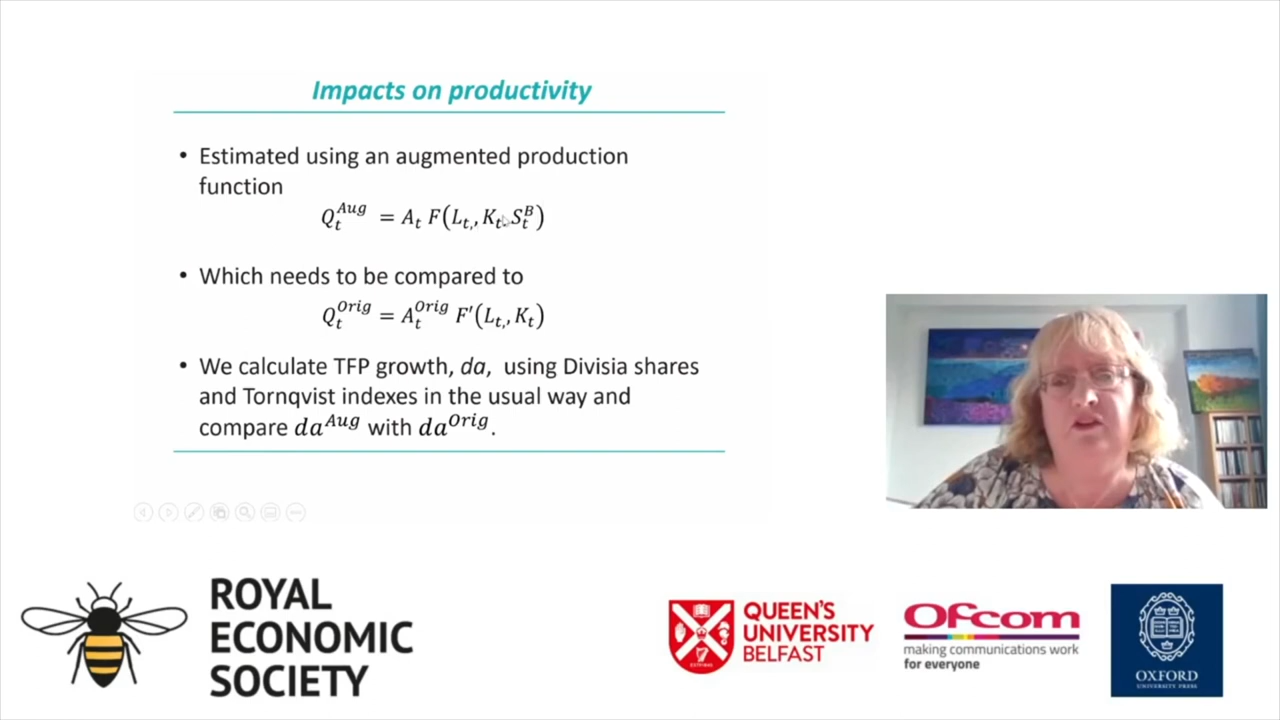 Impacts on productivity
• Estimated using an augmented production
function
Q_t^{Aug} = A_t F(L_t,, K_t, S_t^B)
• Which needs to be compared to
Q_t^{Orig} = A_t^{Orig} F'(L_t,, K_t)
• We calculate TFP growth, da, using Divisia shares
and Tornqvist indexes in the usual way and
compare da^{Aug} with da^{Orig}.
ROYAL
ECONOMIC
SOCIETY
QUEEN'S
UNIVERSITY
BELFAST
Ofcom
making communications work
for everyone
OXFORD
UNIVERSITY PRESS